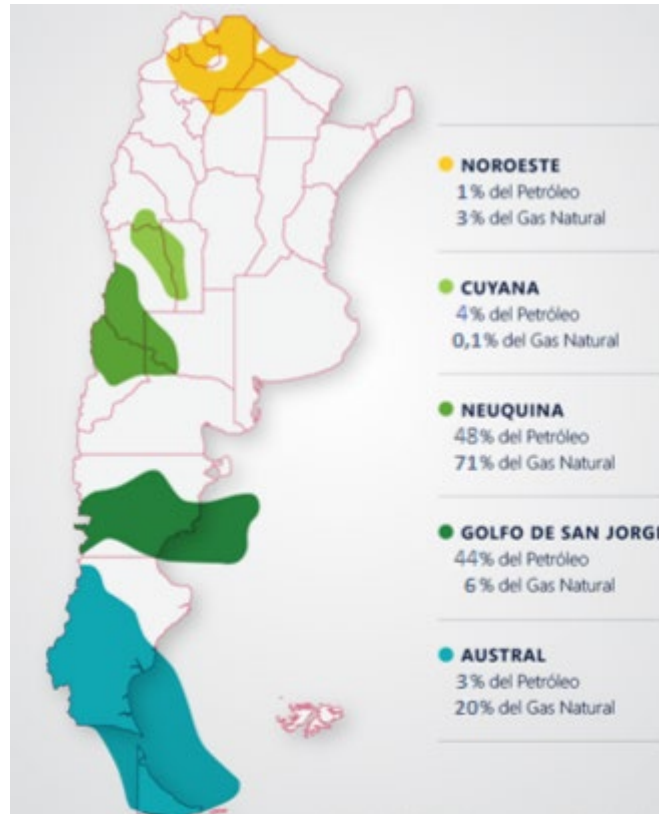 NOROESTE
1% del Petróleo
3% del Gas Natural
CUYANA
4% del Petróleo
0,1% del Gas Natural
NEUQUINA
48% del Petróleo
71% del Gas Natural
GOLFO DE SAN JORGE
44% del Petróleo
6% del Gas Natural
AUSTRAL
3% del Petróleo
20% del Gas Natural